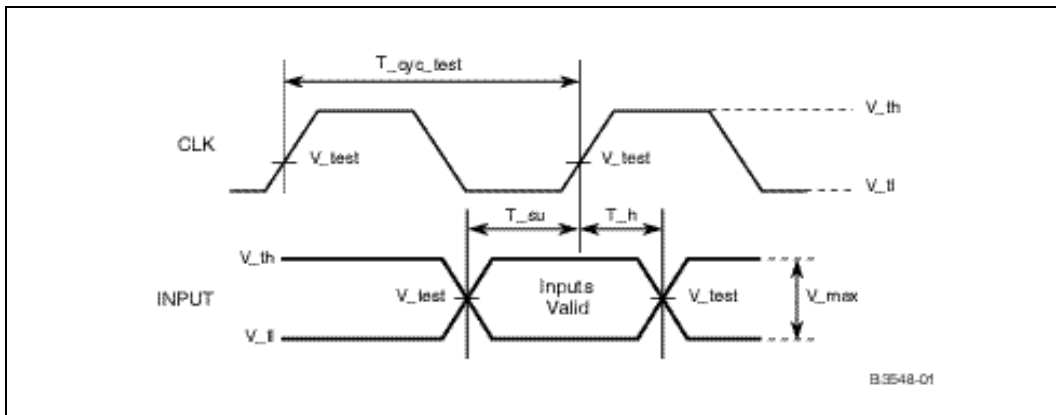 T_cyc_test
V_th
CLK
V_test
V_test
V_tl
T_su
T_h
V_th
INPUT
V_test
Inputs
Valid
V_test
V_max
V_tl
B3548-01